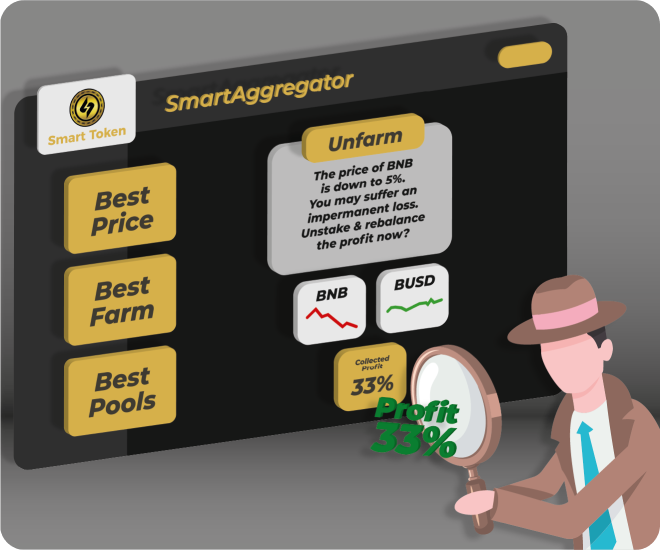 SmartAggregator
Smart Token
Best
Price
Best
Farm
Best
Pools
Unfarm
The price of BNB
is down to 5%.
You may suffer an
impermanent loss.
Unstake & rebalance
the profit now?
BNB
BUSD
Collected
Profit
33%
Profit
33%